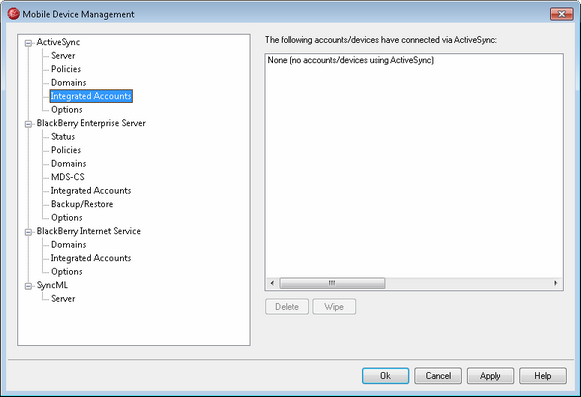 Mobile Device Management
ActiveSync
Server
Policies
Domains
Integrated Accounts
Options
BlackBerry Enterprise Server
Status
Policies
Domains
MDS-CS
Integrated Accounts
Backup/Restore
Options
BlackBerry Internet Service
Domains
Integrated Accounts
Options
SyncML
Server
The following accounts/devices have connected via ActiveSync:
None (no accounts/devices using ActiveSync)
Delete Wipe
Ok Cancel Apply Help